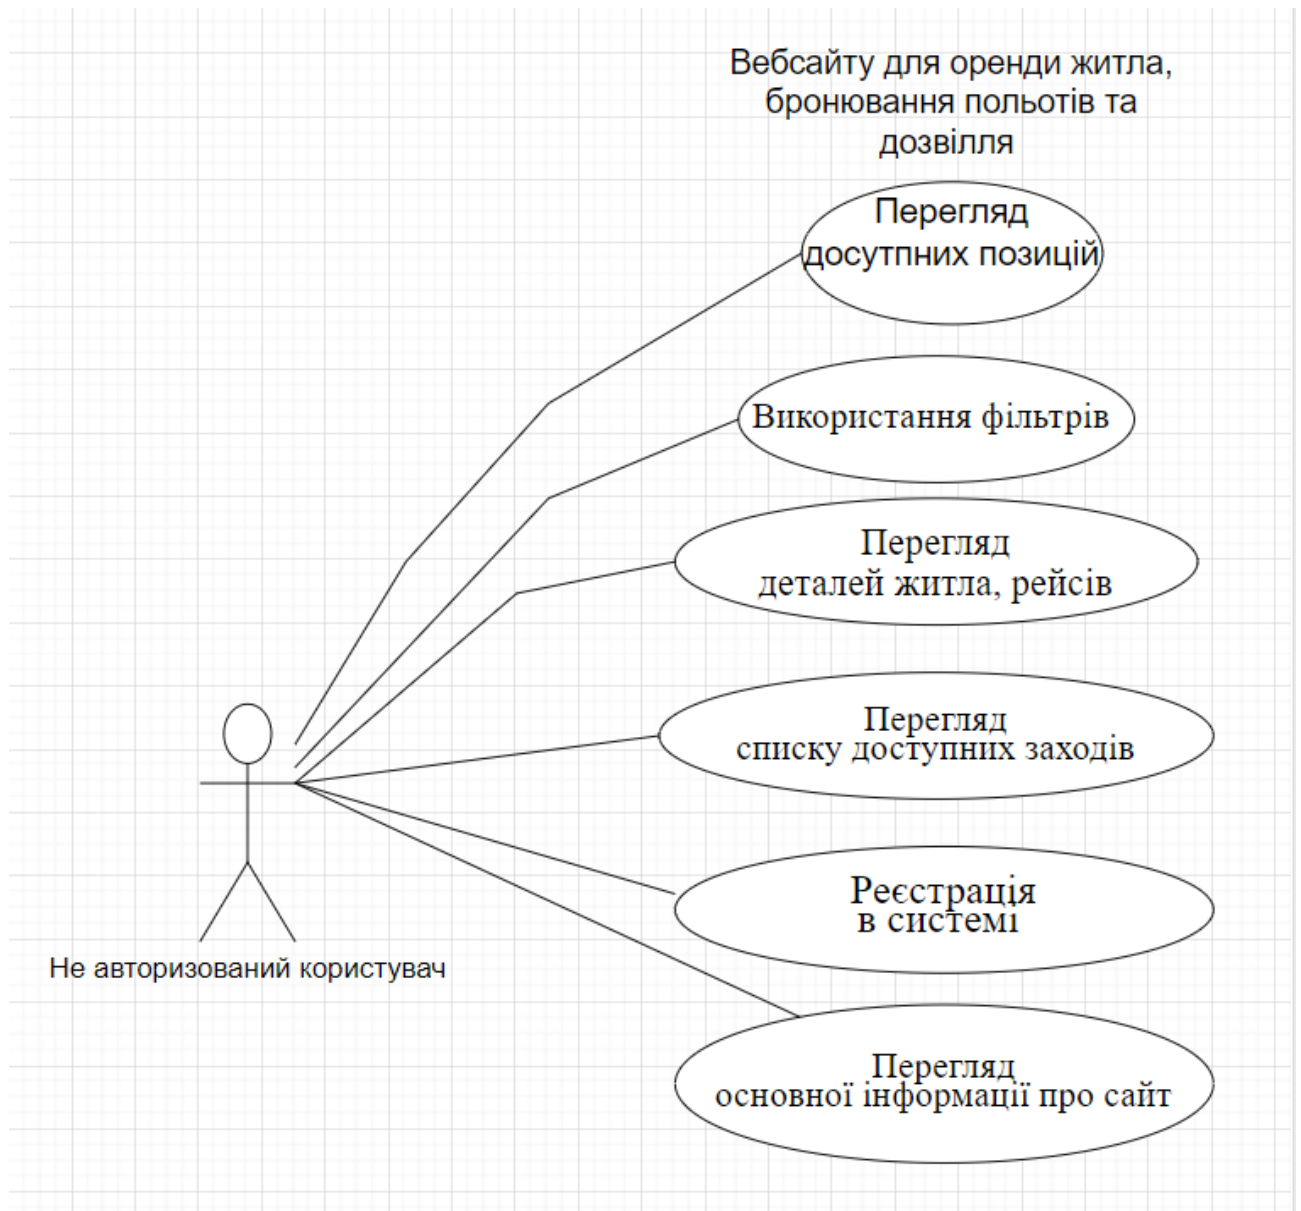 Вебсайту для оренди житла,
бронювання польотів та
дозвілля
Перегляд
досутпних позицій
Використання фільтрів
Перегляд
деталей житла, рейсів
Перегляд
списку доступних заходів
Реєстрація
в системі
Не авторизований користувач
Перегляд
основної інформації про сайт